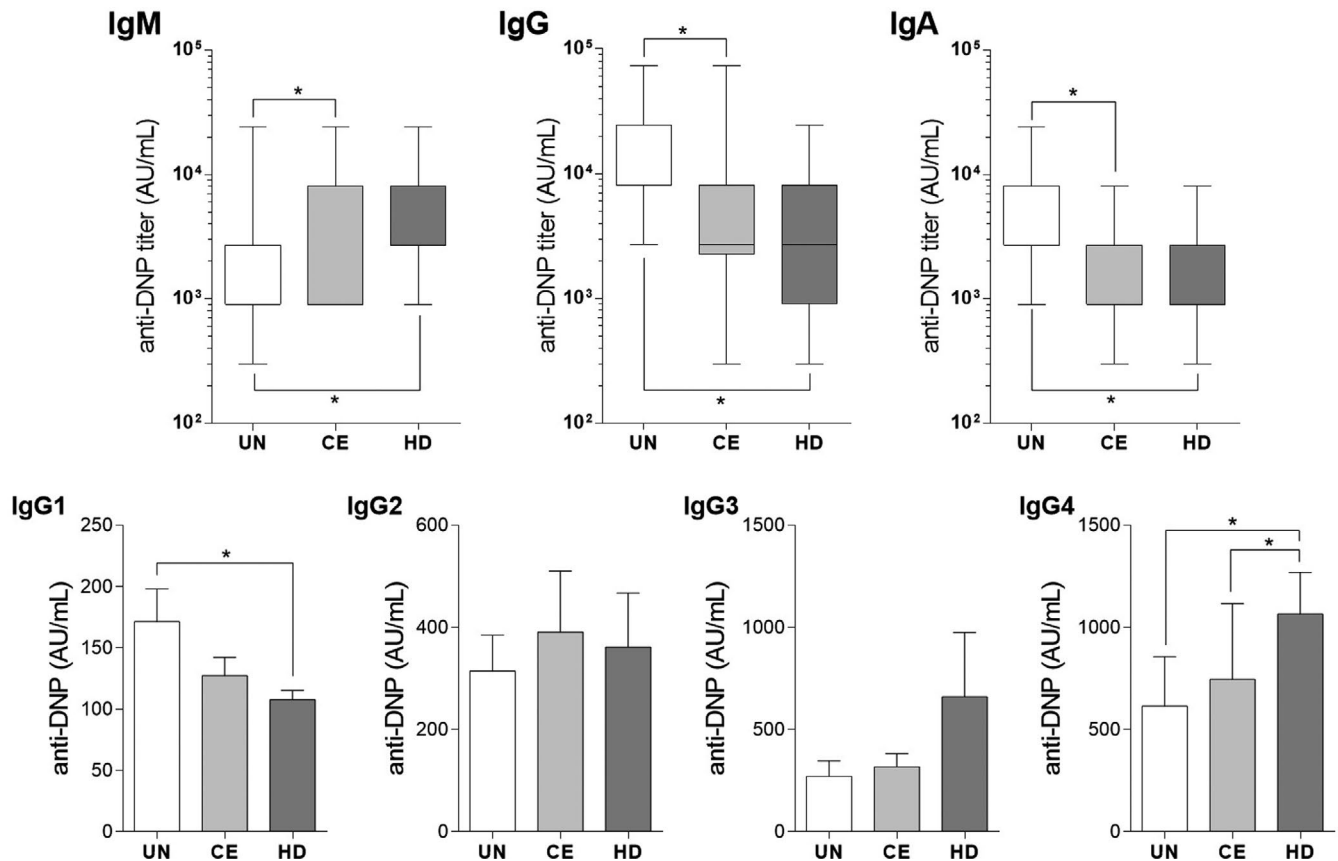 IgM
anti-DNP titer (AU/mL)
10⁵
10⁴
10³
10²
*
*
UN CE HD
IgG
anti-DNP titer (AU/mL)
10⁵
10⁴
10³
10²
*
*
UN CE HD
IgA
anti-DNP titer (AU/mL)
10⁵
10⁴
10³
10²
*
*
UN CE HD
IgG1
anti-DNP (AU/mL)
250
200
150
100
50
0
*
UN CE HD
IgG2
anti-DNP (AU/mL)
600
400
200
0
UN CE HD
IgG3
anti-DNP (AU/mL)
1500
1000
500
0
UN CE HD
IgG4
anti-DNP (AU/mL)
1500
1000
500
0
*
*
UN CE HD